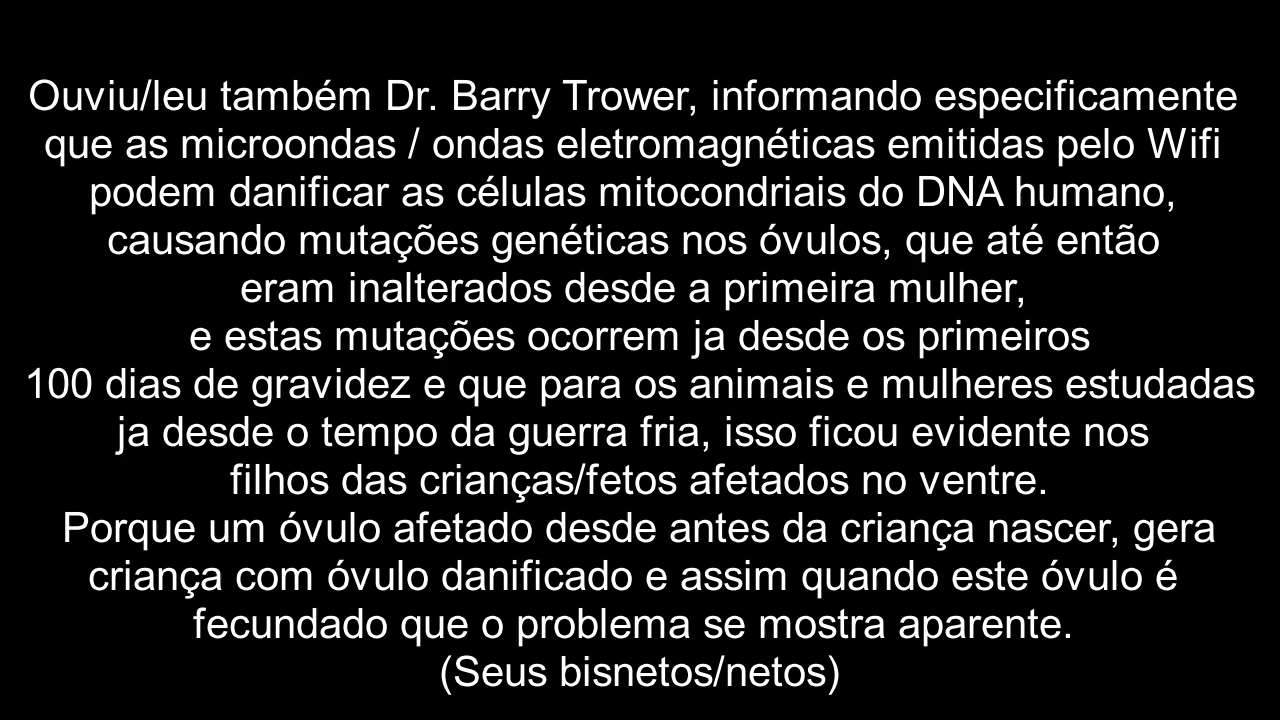 Ouviu/leu também Dr. Barry Trower, informando especificamente
que as microondas / ondas eletromagnéticas emitidas pelo Wifi
podem danificar as células mitocondriais do DNA humano,
causando mutações genéticas nos óvulos, que até então
eram inalterados desde a primeira mulher,
e estas mutações ocorrem ja desde os primeiros
100 dias de gravidez e que para os animais e mulheres estudadas
ja desde o tempo da guerra fria, isso ficou evidente nos
filhos das crianças/fetos afetados no ventre.
Porque um óvulo afetado desde antes da criança nascer, gera
criança com óvulo danificado e assim quando este óvulo é
fecundado que o problema se mostra aparente.
(Seus bisnetos/netos)